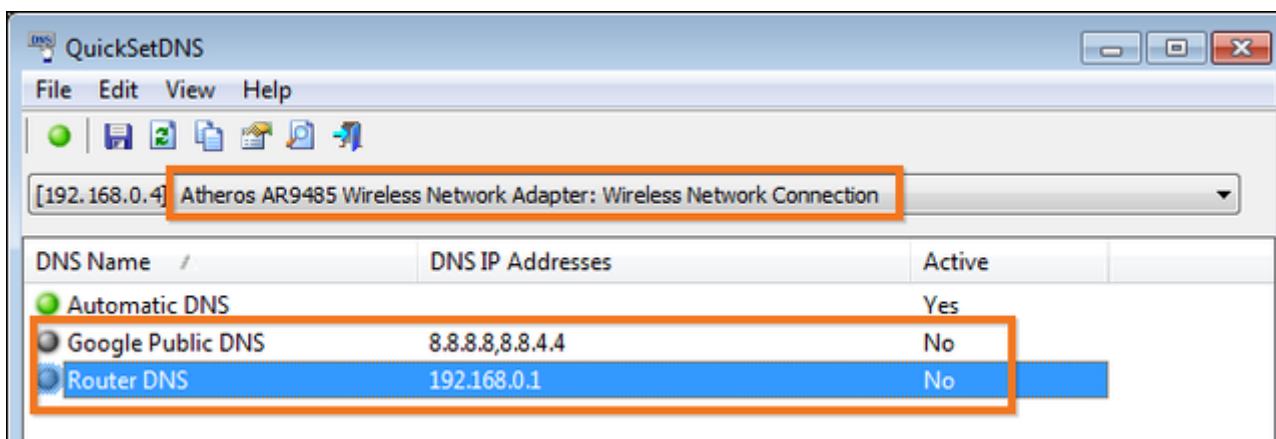 QuickSetDNS
File Edit View Help
[192.168.0.4] Atheros AR9485 Wireless Network Adapter: Wireless Network Connection
DNS Name DNS IP Addresses Active
Automatic DNS Yes
Google Public DNS 8.8.8.8,8.8.4.4 No
Router DNS 192.168.0.1 No